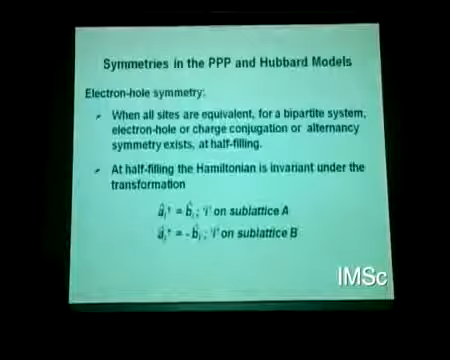 Symmetries in the PPP and Hubbard Models
Electron-hole symmetry:
When all sites are equivalent, for a bipartite system,
electron-hole or charge conjugation or alternancy
symmetry exists, at half-filling.
At half-filling the Hamiltonian is invariant under the
transformation
âᵢ† = b̂ᵢ ; 'i' on sublattice A
âᵢ† = - b̂ᵢ ; 'i' on sublattice B
IMSc